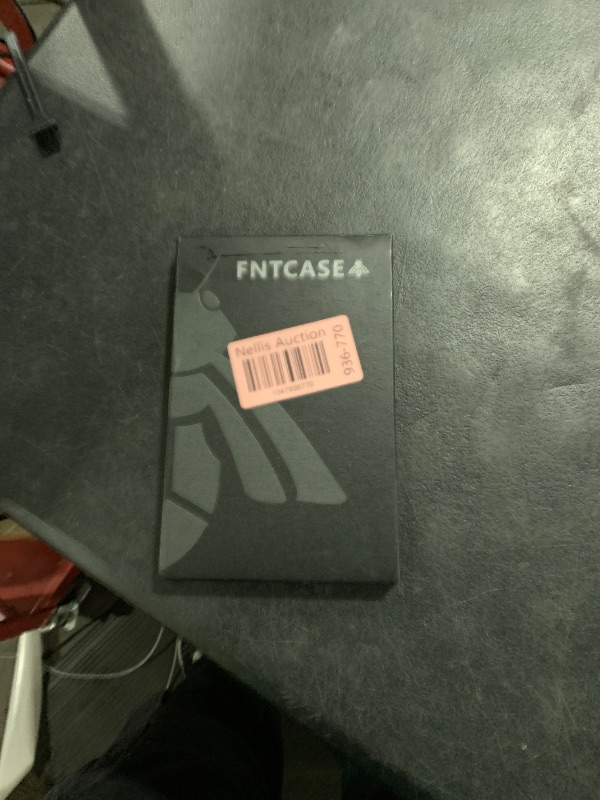 FNTCASE
Nellis Auction
936-770